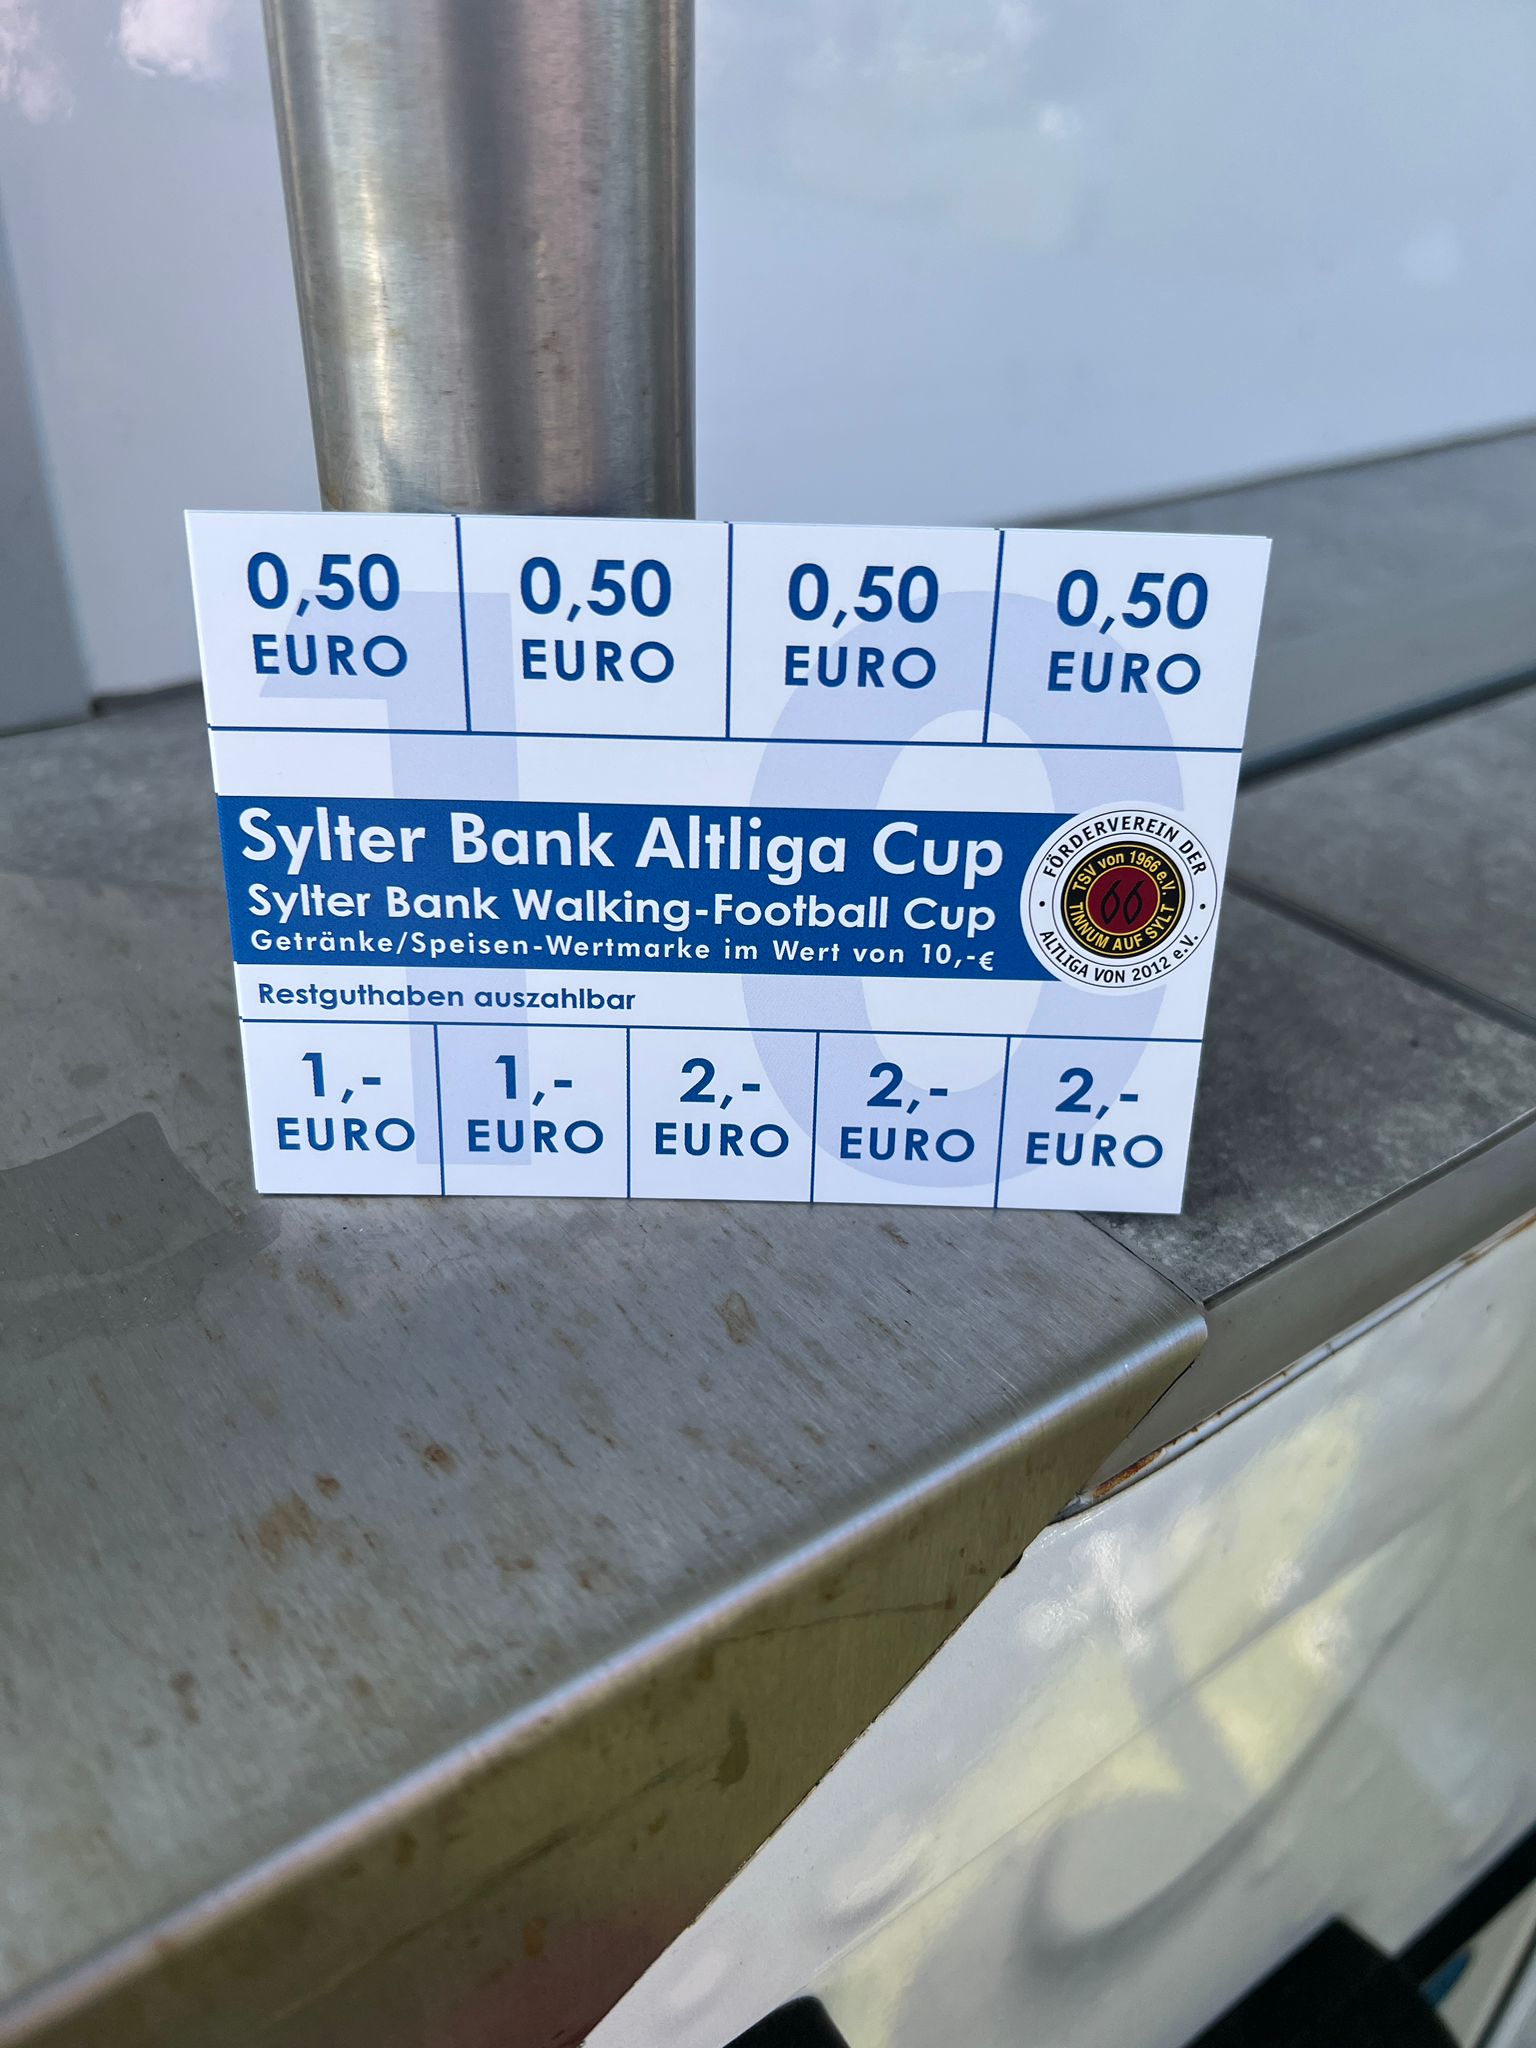 0,50 0,50 0,50 0,50
EURO EURO EURO EURO
Sylter Bank Altliga Cup
Sylter Bank Walking-Football Cup
Getränke/Speisen-Wertmarke im Wert von 10,-€
FÖRDERVEREIN DER
TSV von 1966 e.V.
66
TINNUM AUF SYLT
ALTLIGA VON 2012 e.V.
Restguthaben auszahlbar
1,- 1,- 2,- 2,- 2,-
EURO EURO EURO EURO EURO
10